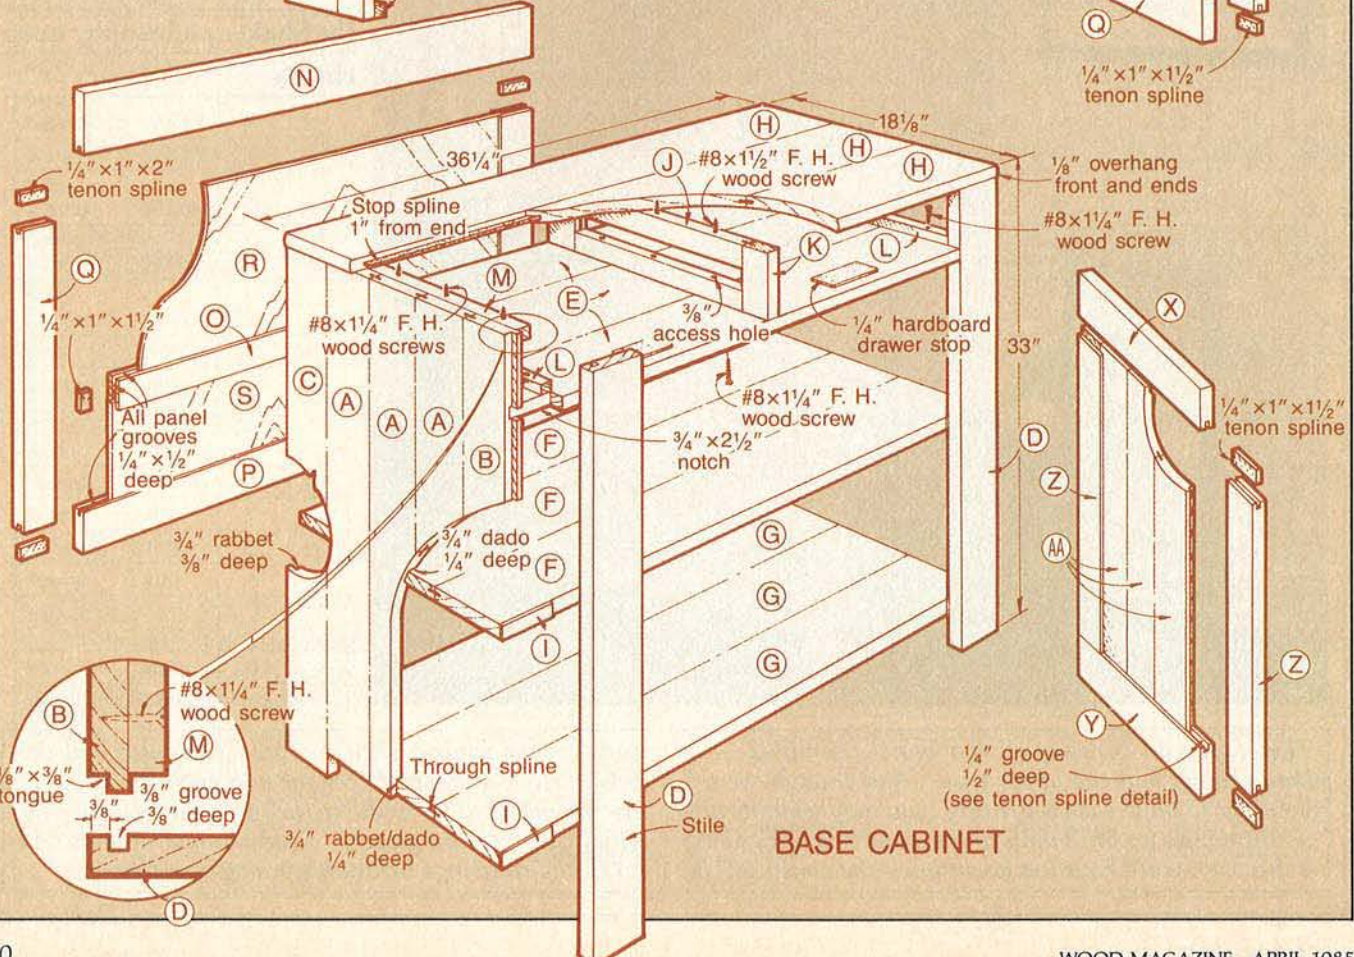 Q
¼"×1"×1½"
tenon spline
N
¼"×1"×2"
tenon spline
36¼"
H
18⅛"
H
H
J
#8×1½" F. H.
wood screw
⅛" overhang
front and ends
Stop spline
1" from end
#8×1¼" F. H.
wood screw
Q
R
M
K
L
E
X
¼"×1"×1½"
O
#8×1¼" F. H.
wood screws
⅜"
access hole
¼" hardboard
drawer stop
33"
C
L
S
A
A
A
#8×1¼" F. H.
wood screw
¼"×1"×1½"
tenon spline
All panel
grooves
¼"×½"
deep
F
¾"×2½"
notch
D
B
P
Z
F
¾" rabbet
⅜" deep
¾" dado
¼" deep
F
G
AA
G
I
G
Z
#8×1¼" F. H.
wood screw
B
M
Y
Through spline
¼" groove
½" deep
(see tenon spline detail)
⅜" groove
⅜" deep
tongue
⅜"
D
I
Stile
¾" rabbet/dado
¼" deep
BASE CABINET
D
WOOD MAGAZINE APRIL 1985